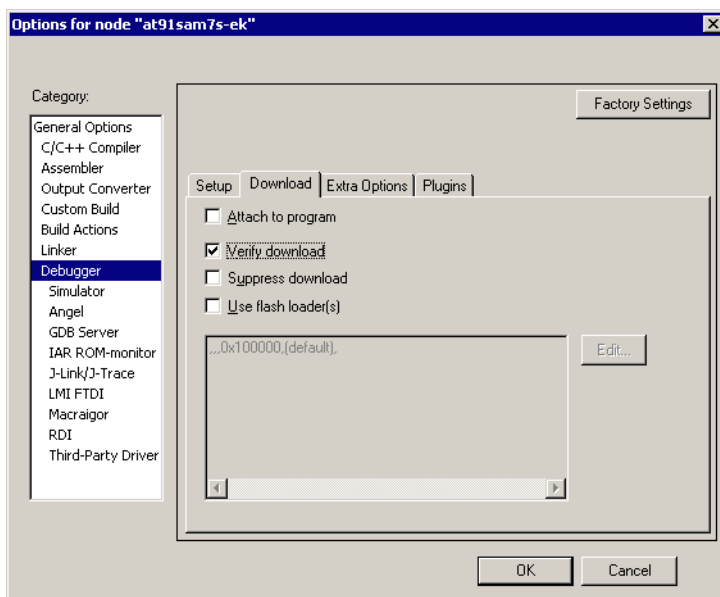 Options for node "at91sam7s-ek"
Category:
Factory Settings
General Options
C/C++ Compiler
Assembler
Output Converter
Custom Build
Build Actions
Linker
Debugger
Simulator
Angel
GDB Server
IAR ROM-monitor
J-Link/J-Trace
LMI FTDI
Macraigor
RDI
Third-Party Driver
Setup Download Extra Options Plugins
Attach to program
Verify download
Suppress download
Use flash loader(s)
,,,0x100000,(default),
Edit...
OK Cancel